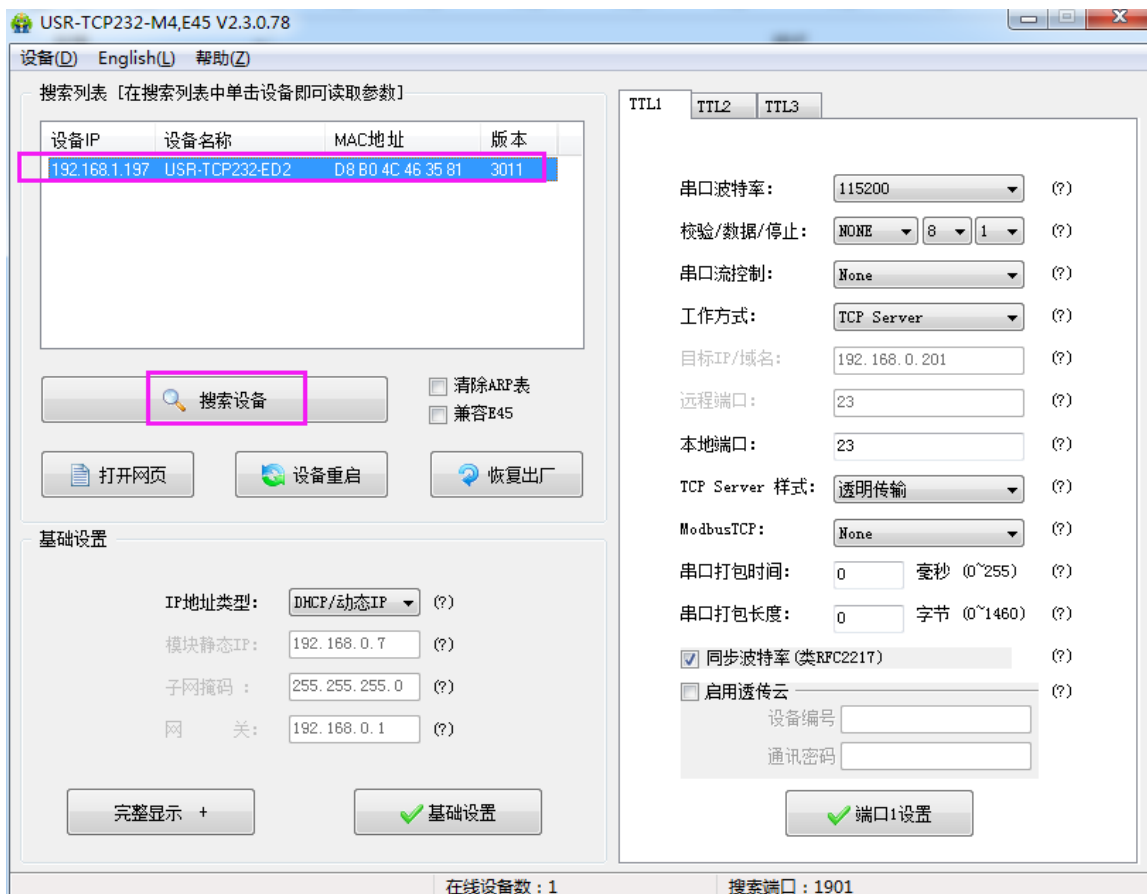 USR-TCP232-M4,E45 V2.3.0.78
设备(D) English(L) 帮助(Z)
搜索列表 [在搜索列表中单击设备即可读取参数]
设备IP 设备名称 MAC地址 版本
192.168.1.197 USR-TCP232-ED2 D8 B0 4C 46 35 81 3011
搜索设备
清除ARP表
兼容E45
打开网页 设备重启 恢复出厂
基础设置
IP地址类型: DHCP/动态IP (?)
模块静态IP: 192.168.0.7 (?)
子网掩码 : 255.255.255.0 (?)
网 关: 192.168.0.1 (?)
完整显示 + 基础设置
TTL1 TTL2 TTL3
串口波特率: 115200 (?)
校验/数据/停止: NONE 8 1 (?)
串口流控制: None (?)
工作方式: TCP Server (?)
目标IP/域名: 192.168.0.201 (?)
远程端口: 23 (?)
本地端口: 23 (?)
TCP Server 样式: 透明传输 (?)
ModbusTCP: None (?)
串口打包时间: 0 毫秒 (0~255) (?)
串口打包长度: 0 字节 (0~1460) (?)
同步波特率(类RFC2217) (?)
启用透传云 (?)
设备编号
通讯密码
端口1设置
在线设备数:1 搜索端口:1901